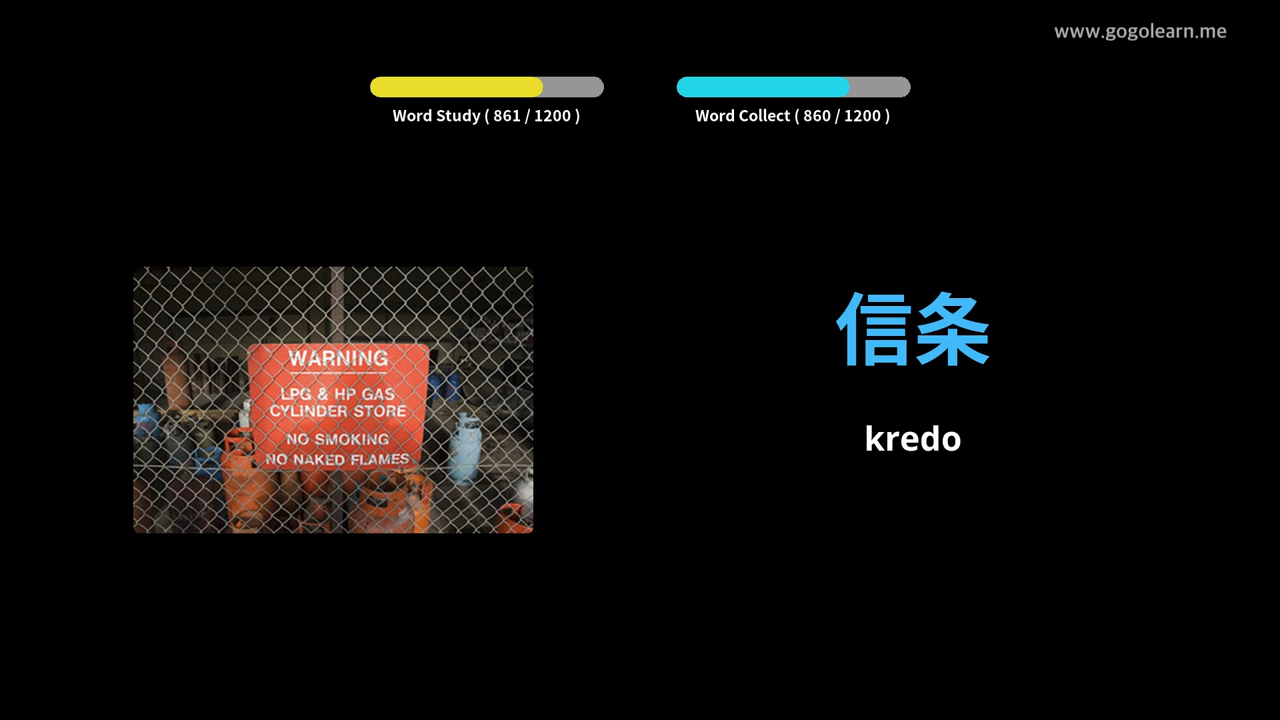 www.gogolearn.me
Word Study ( 861 / 1200 )
Word Collect ( 860 / 1200 )
WARNING
LPG & HP GAS
CYLINDER STORE
NO SMOKING
NO NAKED FLAMES
信条
kredo